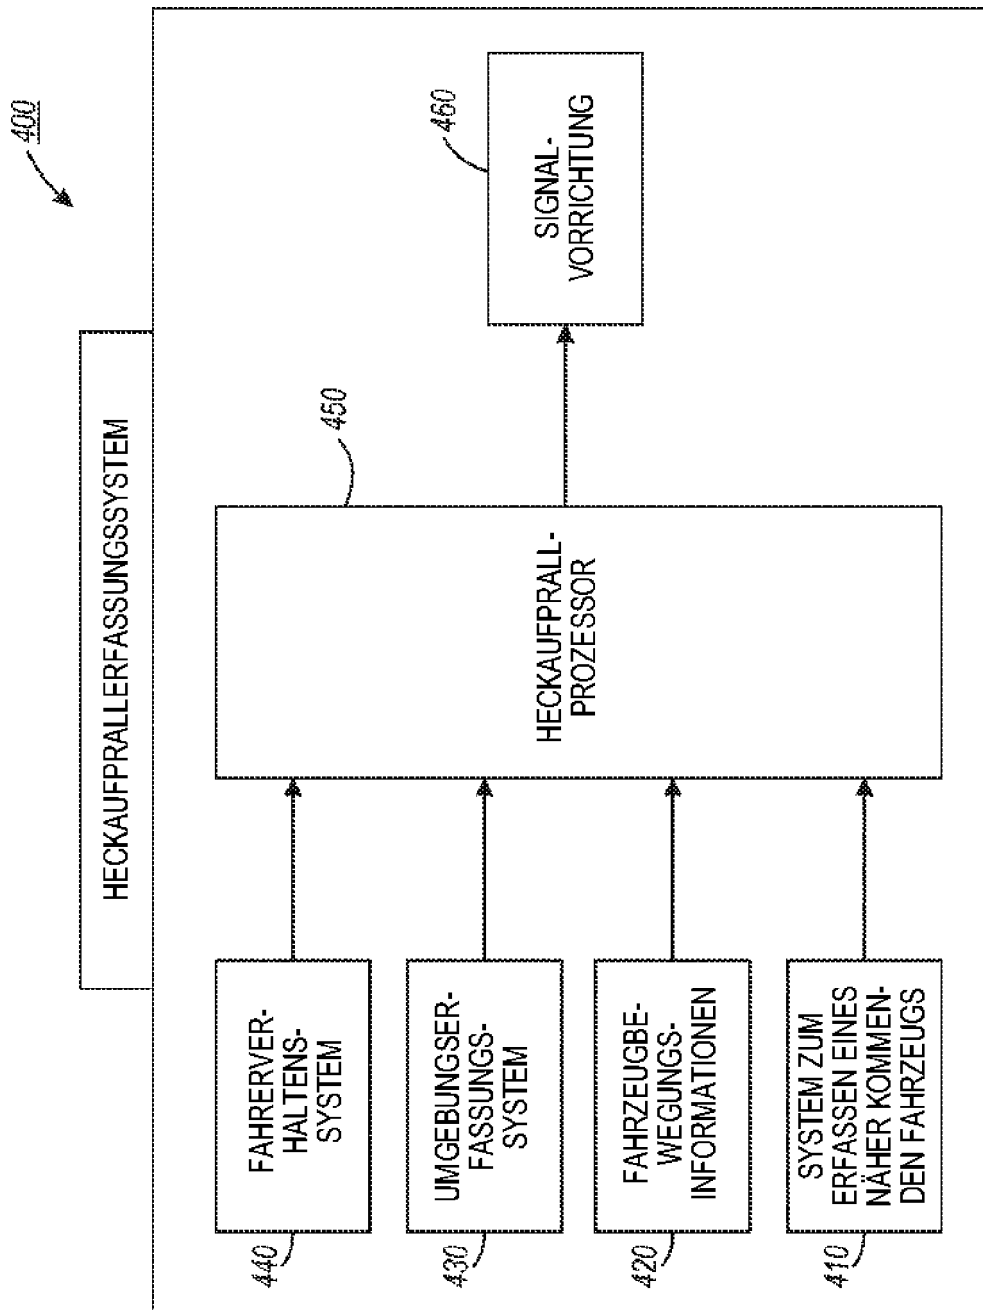 400
HECKAUFPRALLERFASSUNGSSYSTEM
440
FAHRERVER-
HALTENS-
SYSTEM
430
UMGEBUNGSER-
FASSUNGS-
SYSTEM
420
FAHRZEUGBE-
WEGUNGS-
INFORMATIONEN
410
SYSTEM ZUM
ERFASSEN EINES
NÄHER KOMMEN-
DEN FAHRZEUGS
450
HECKAUFPRALL-
PROZESSOR
460
SIGNAL-
VORRICHTUNG